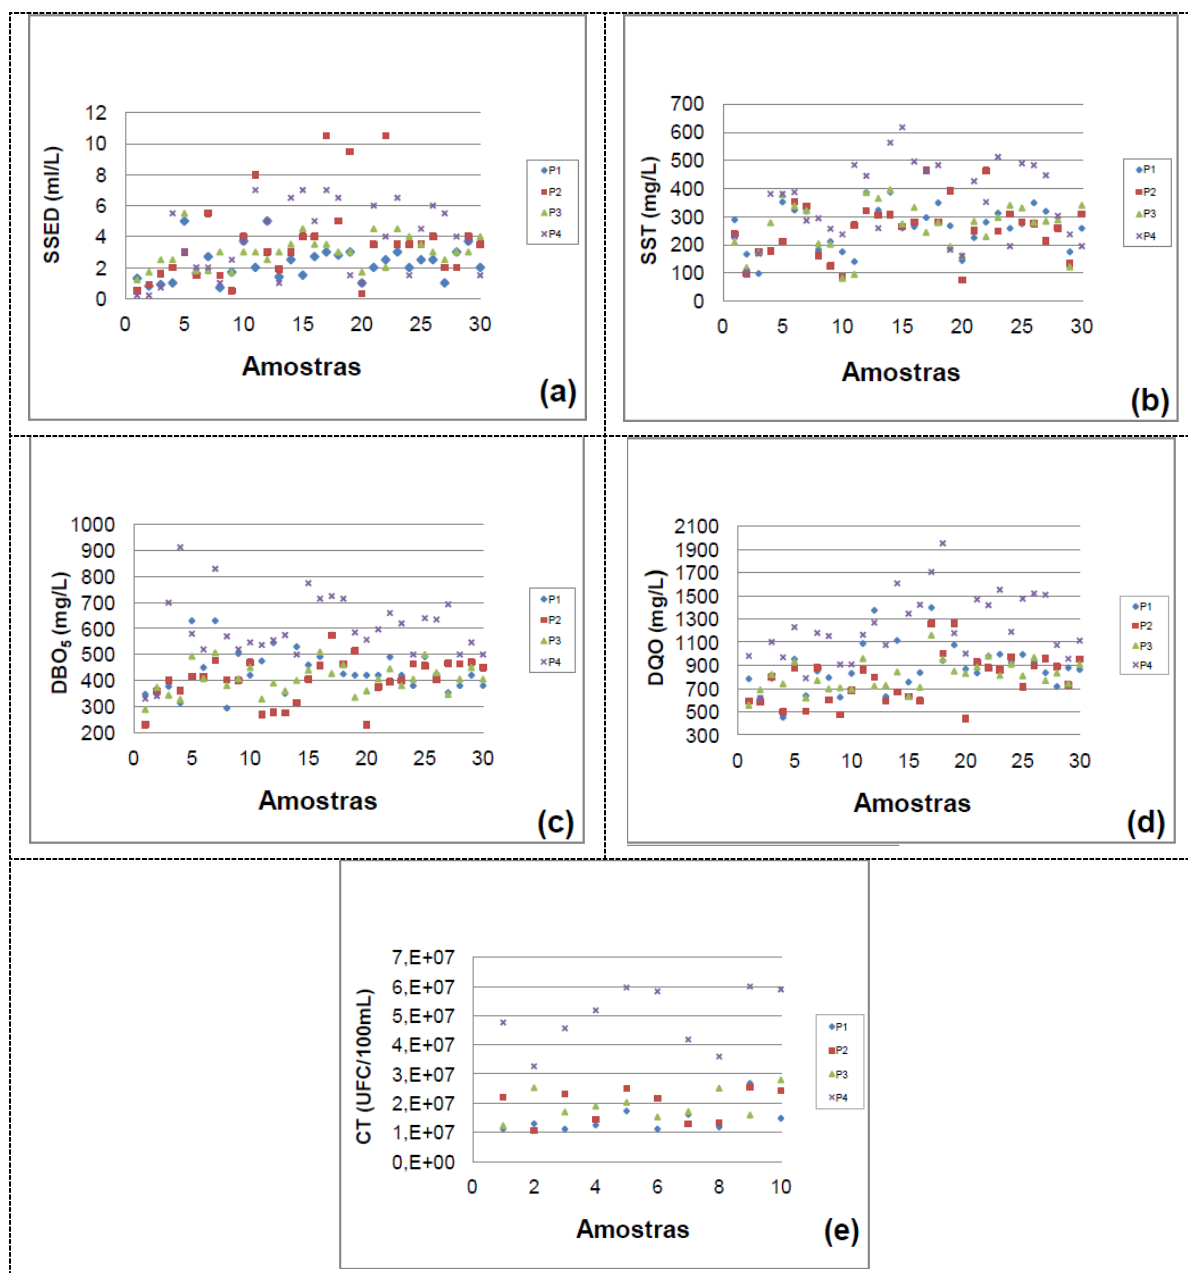 SSED (ml/L)
12
10
8
6
4
2
0
0 5 10 15 20 25 30
Amostras
P1
P2
P3
P4
(a)
SST (mg/L)
700
600
500
400
300
200
100
0
0 5 10 15 20 25 30
Amostras
P1
P2
P3
P4
(b)
DBO₅ (mg/L)
1000
900
800
700
600
500
400
300
200
0 5 10 15 20 25 30
Amostras
P1
P2
P3
P4
(c)
DQO (mg/L)
2100
1900
1700
1500
1300
1100
900
700
500
300
0 5 10 15 20 25 30
Amostras
P1
P2
P3
P4
(d)
CT (UFC/100mL)
7,E+07
6,E+07
5,E+07
4,E+07
3,E+07
2,E+07
1,E+07
0,E+00
0 2 4 6 8 10
Amostras
P1
P2
P3
P4
(e)